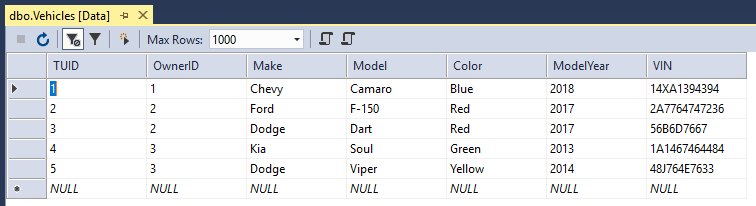 dbo.Vehicles [Data]
Max Rows: 1000
TUID OwnerID Make Model Color ModelYear VIN
1 1 Chevy Camaro Blue 2018 14XA1394394
2 2 Ford F-150 Red 2017 2A7764747236
3 2 Dodge Dart Red 2017 56B6D7667
4 3 Kia Soul Green 2013 1A1467464484
5 3 Dodge Viper Yellow 2014 48J764E7633
NULL NULL NULL NULL NULL NULL NULL